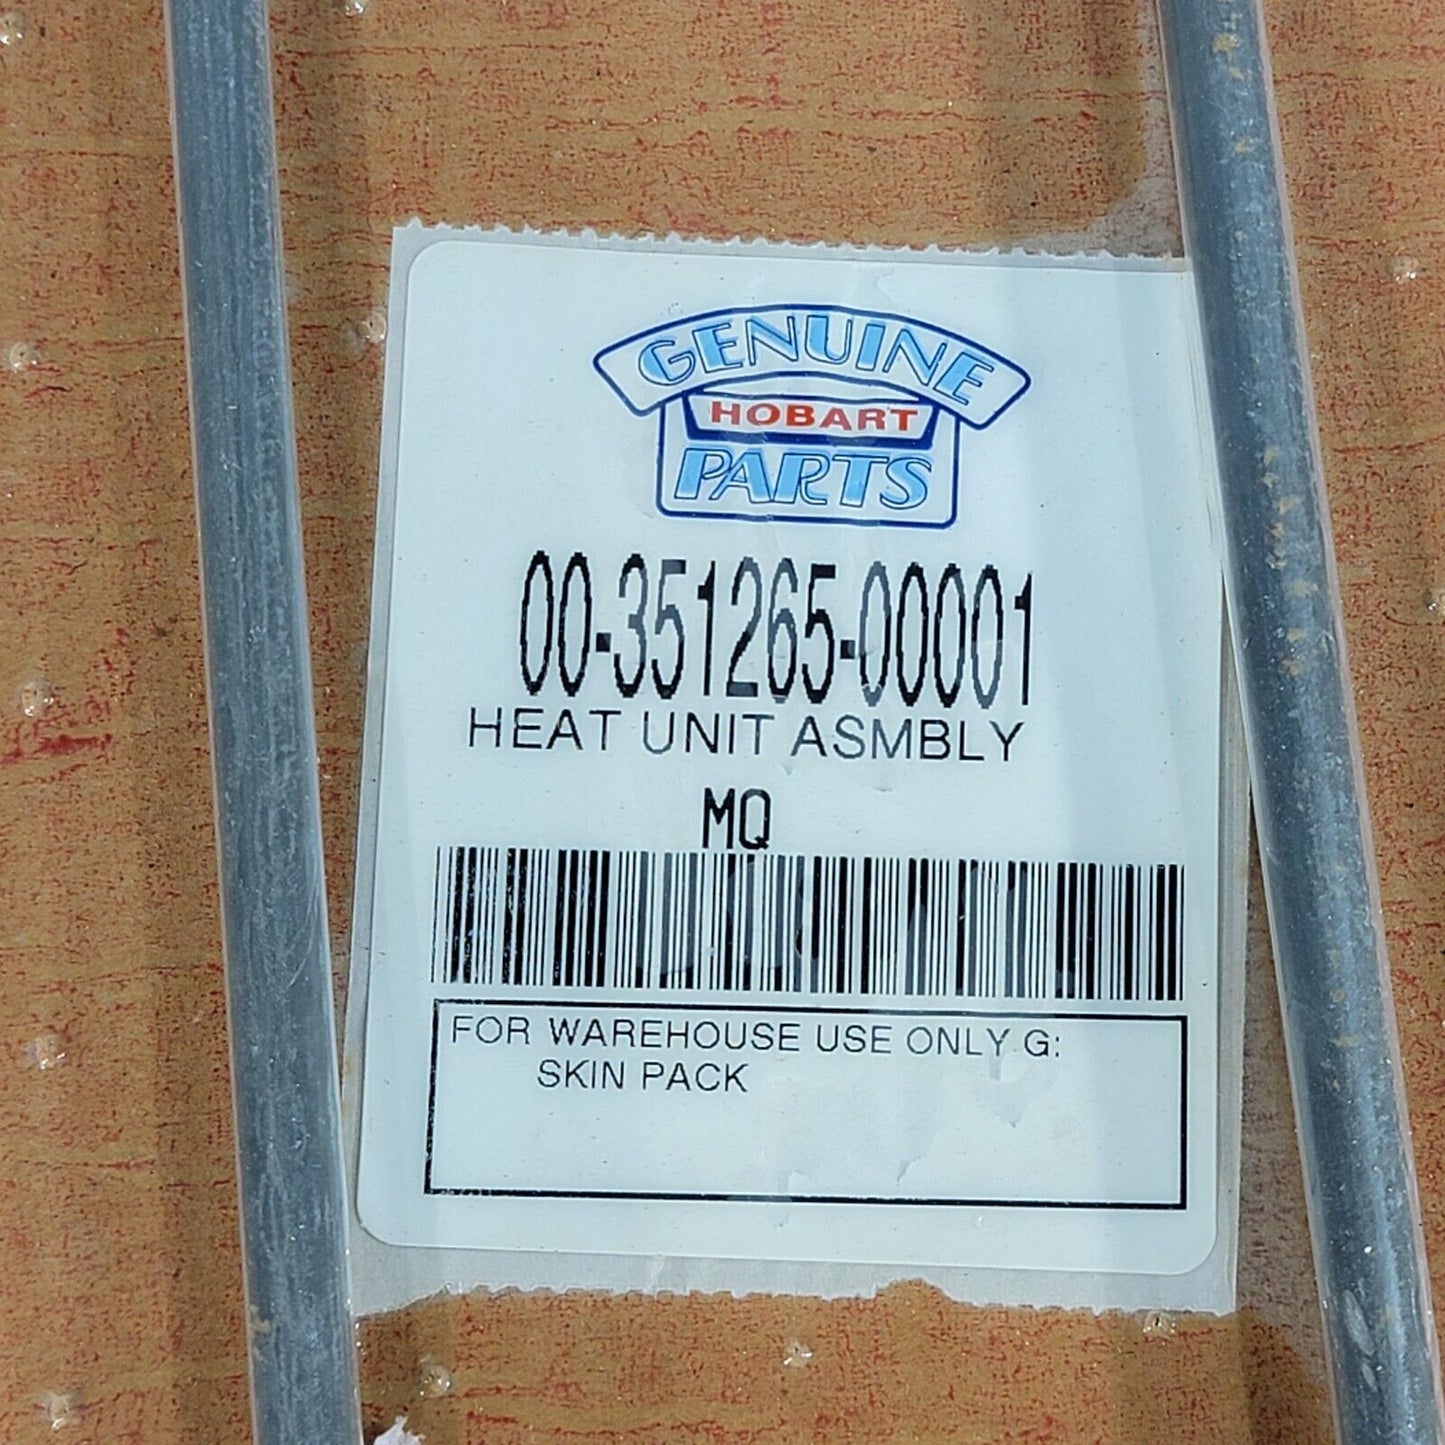 GENUINE
HOBART
PARTS
00-351265-00001
HEAT UNIT ASMBLY
MQ
FOR WAREHOUSE USE ONLY G:
SKIN PACK